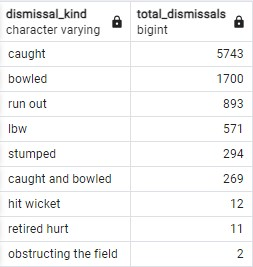 dismissal_kind total_dismissals
character varying bigint
caught 5743
bowled 1700
run out 893
lbw 571
stumped 294
caught and bowled 269
hit wicket 12
retired hurt 11
obstructing the field 2